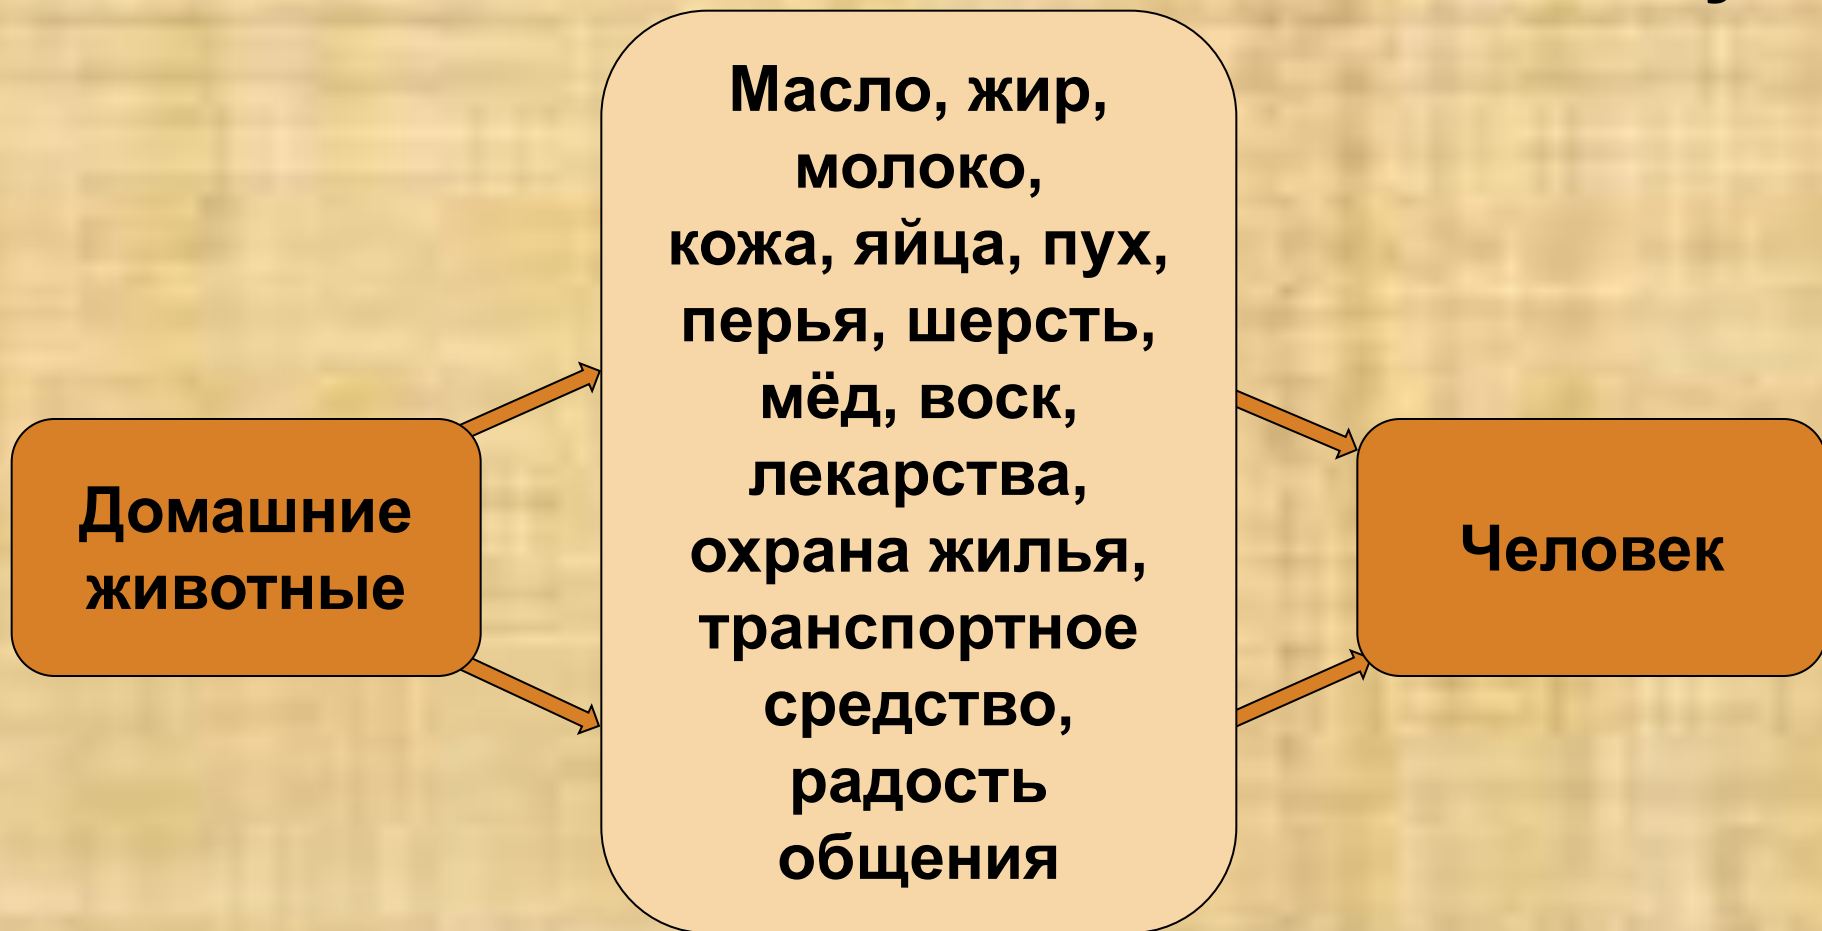 Масло, жир,
молоко,
кожа, яйца, пух,
перья, шерсть,
мёд, воск,
лекарства,
охрана жилья,
транспортное
средство,
радость
общения
Домашние
животные
Человек